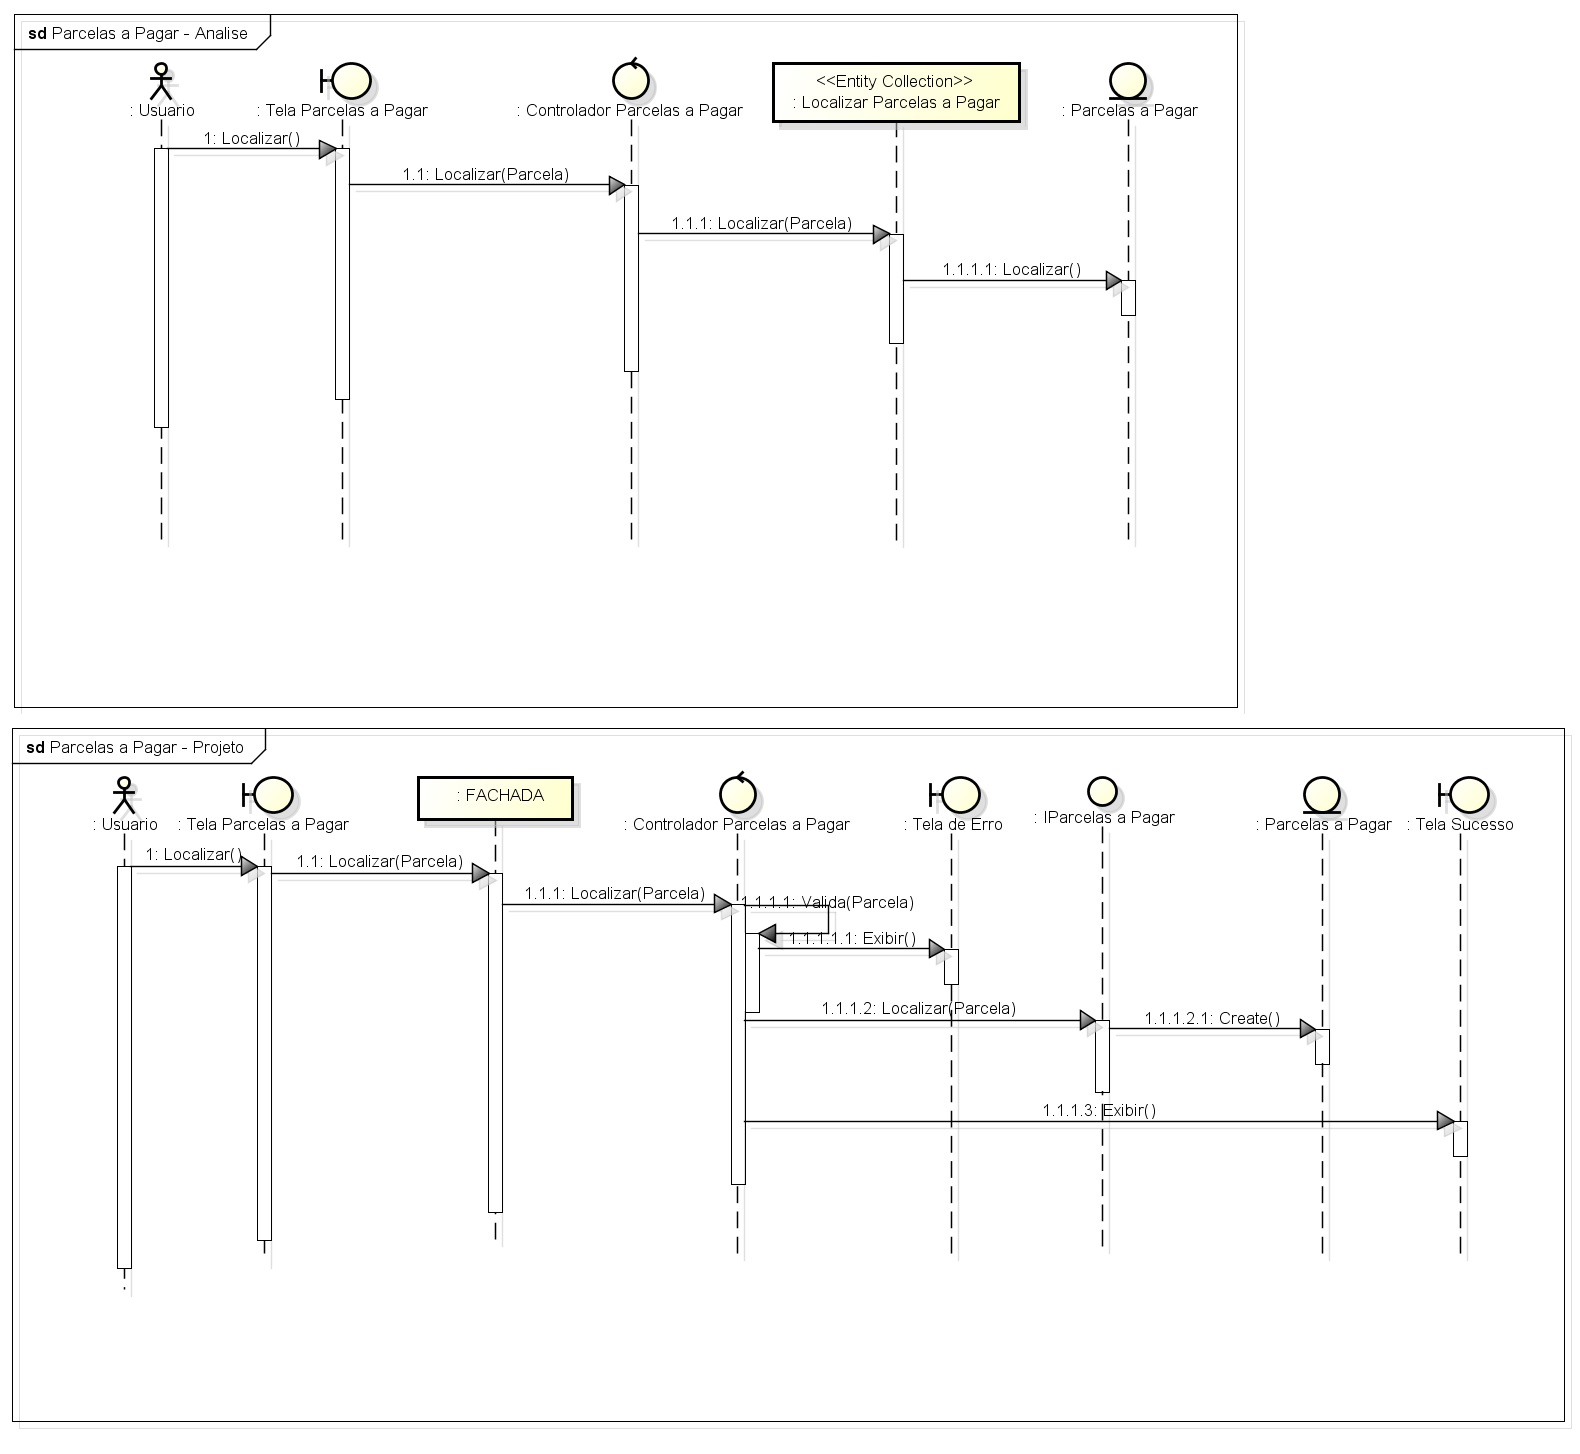 sd Parcelas a Pagar - Analise
<<Entity Collection>>
: Localizar Parcelas a Pagar
: Usuario
: Tela Parcelas a Pagar
: Controlador Parcelas a Pagar
: Parcelas a Pagar
1: Localizar()
1.1: Localizar(Parcela)
1.1.1: Localizar(Parcela)
1.1.1.1: Localizar()
sd Parcelas a Pagar - Projeto
: FACHADA
: Usuario
: Tela Parcelas a Pagar
: Controlador Parcelas a Pagar
: Tela de Erro
: IParcelas a Pagar
: Parcelas a Pagar
: Tela Sucesso
1: Localizar()
1.1: Localizar(Parcela)
1.1.1: Localizar(Parcela)
1.1.1.1: Valida(Parcela)
1.1.1.1.1: Exibir()
1.1.1.2: Localizar(Parcela)
1.1.1.2.1: Create()
1.1.1.3: Exibir()